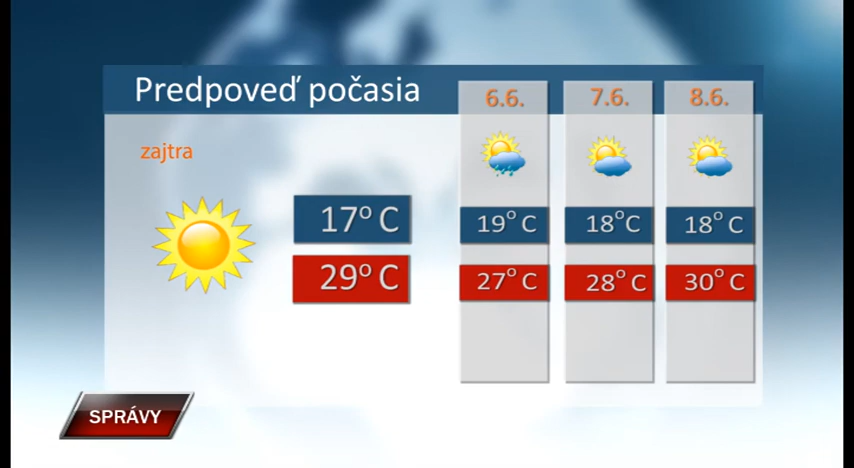 Predpoveď počasia
zajtra
17° C
29° C
6.6.
7.6.
8.6.
19° C
18°C
18° C
27° C
28° C
30° C
SPRÁVY